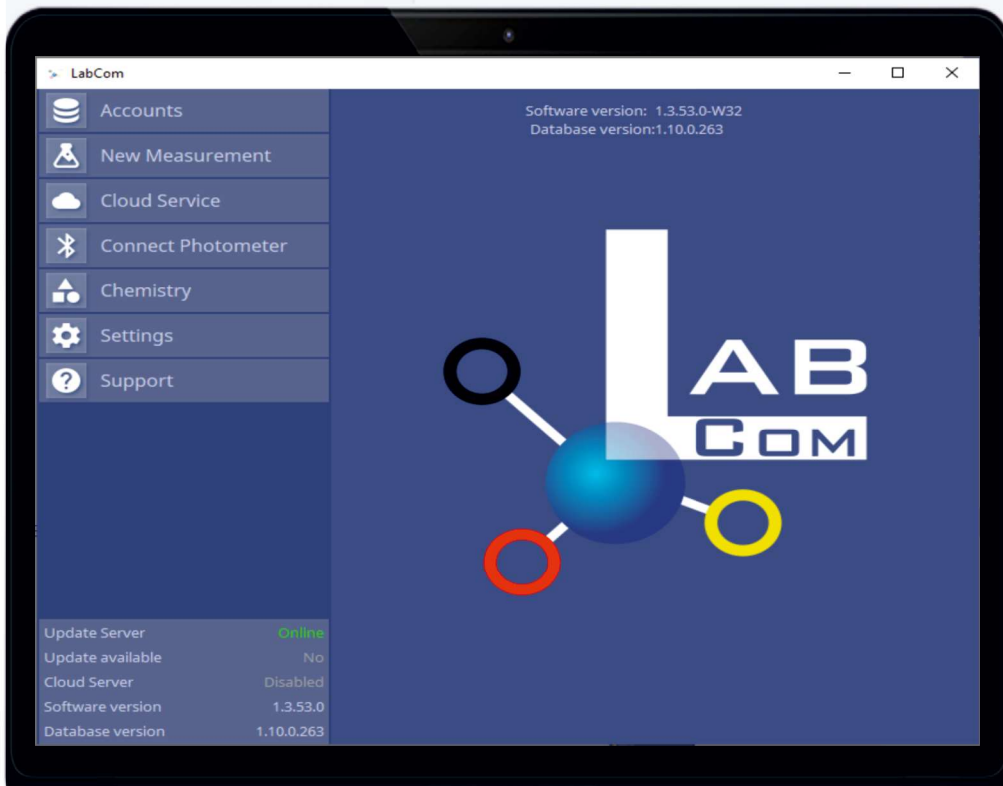 LabCom
Accounts
New Measurement
Cloud Service
Connect Photometer
Chemistry
Settings
Support
Update Server Online
Update available No
Cloud Server Disabled
Software version 1.3.53.0
Database version 1.10.0.263
Software version: 1.3.53.0-W32
Database version:1.10.0.263
LAB
COM